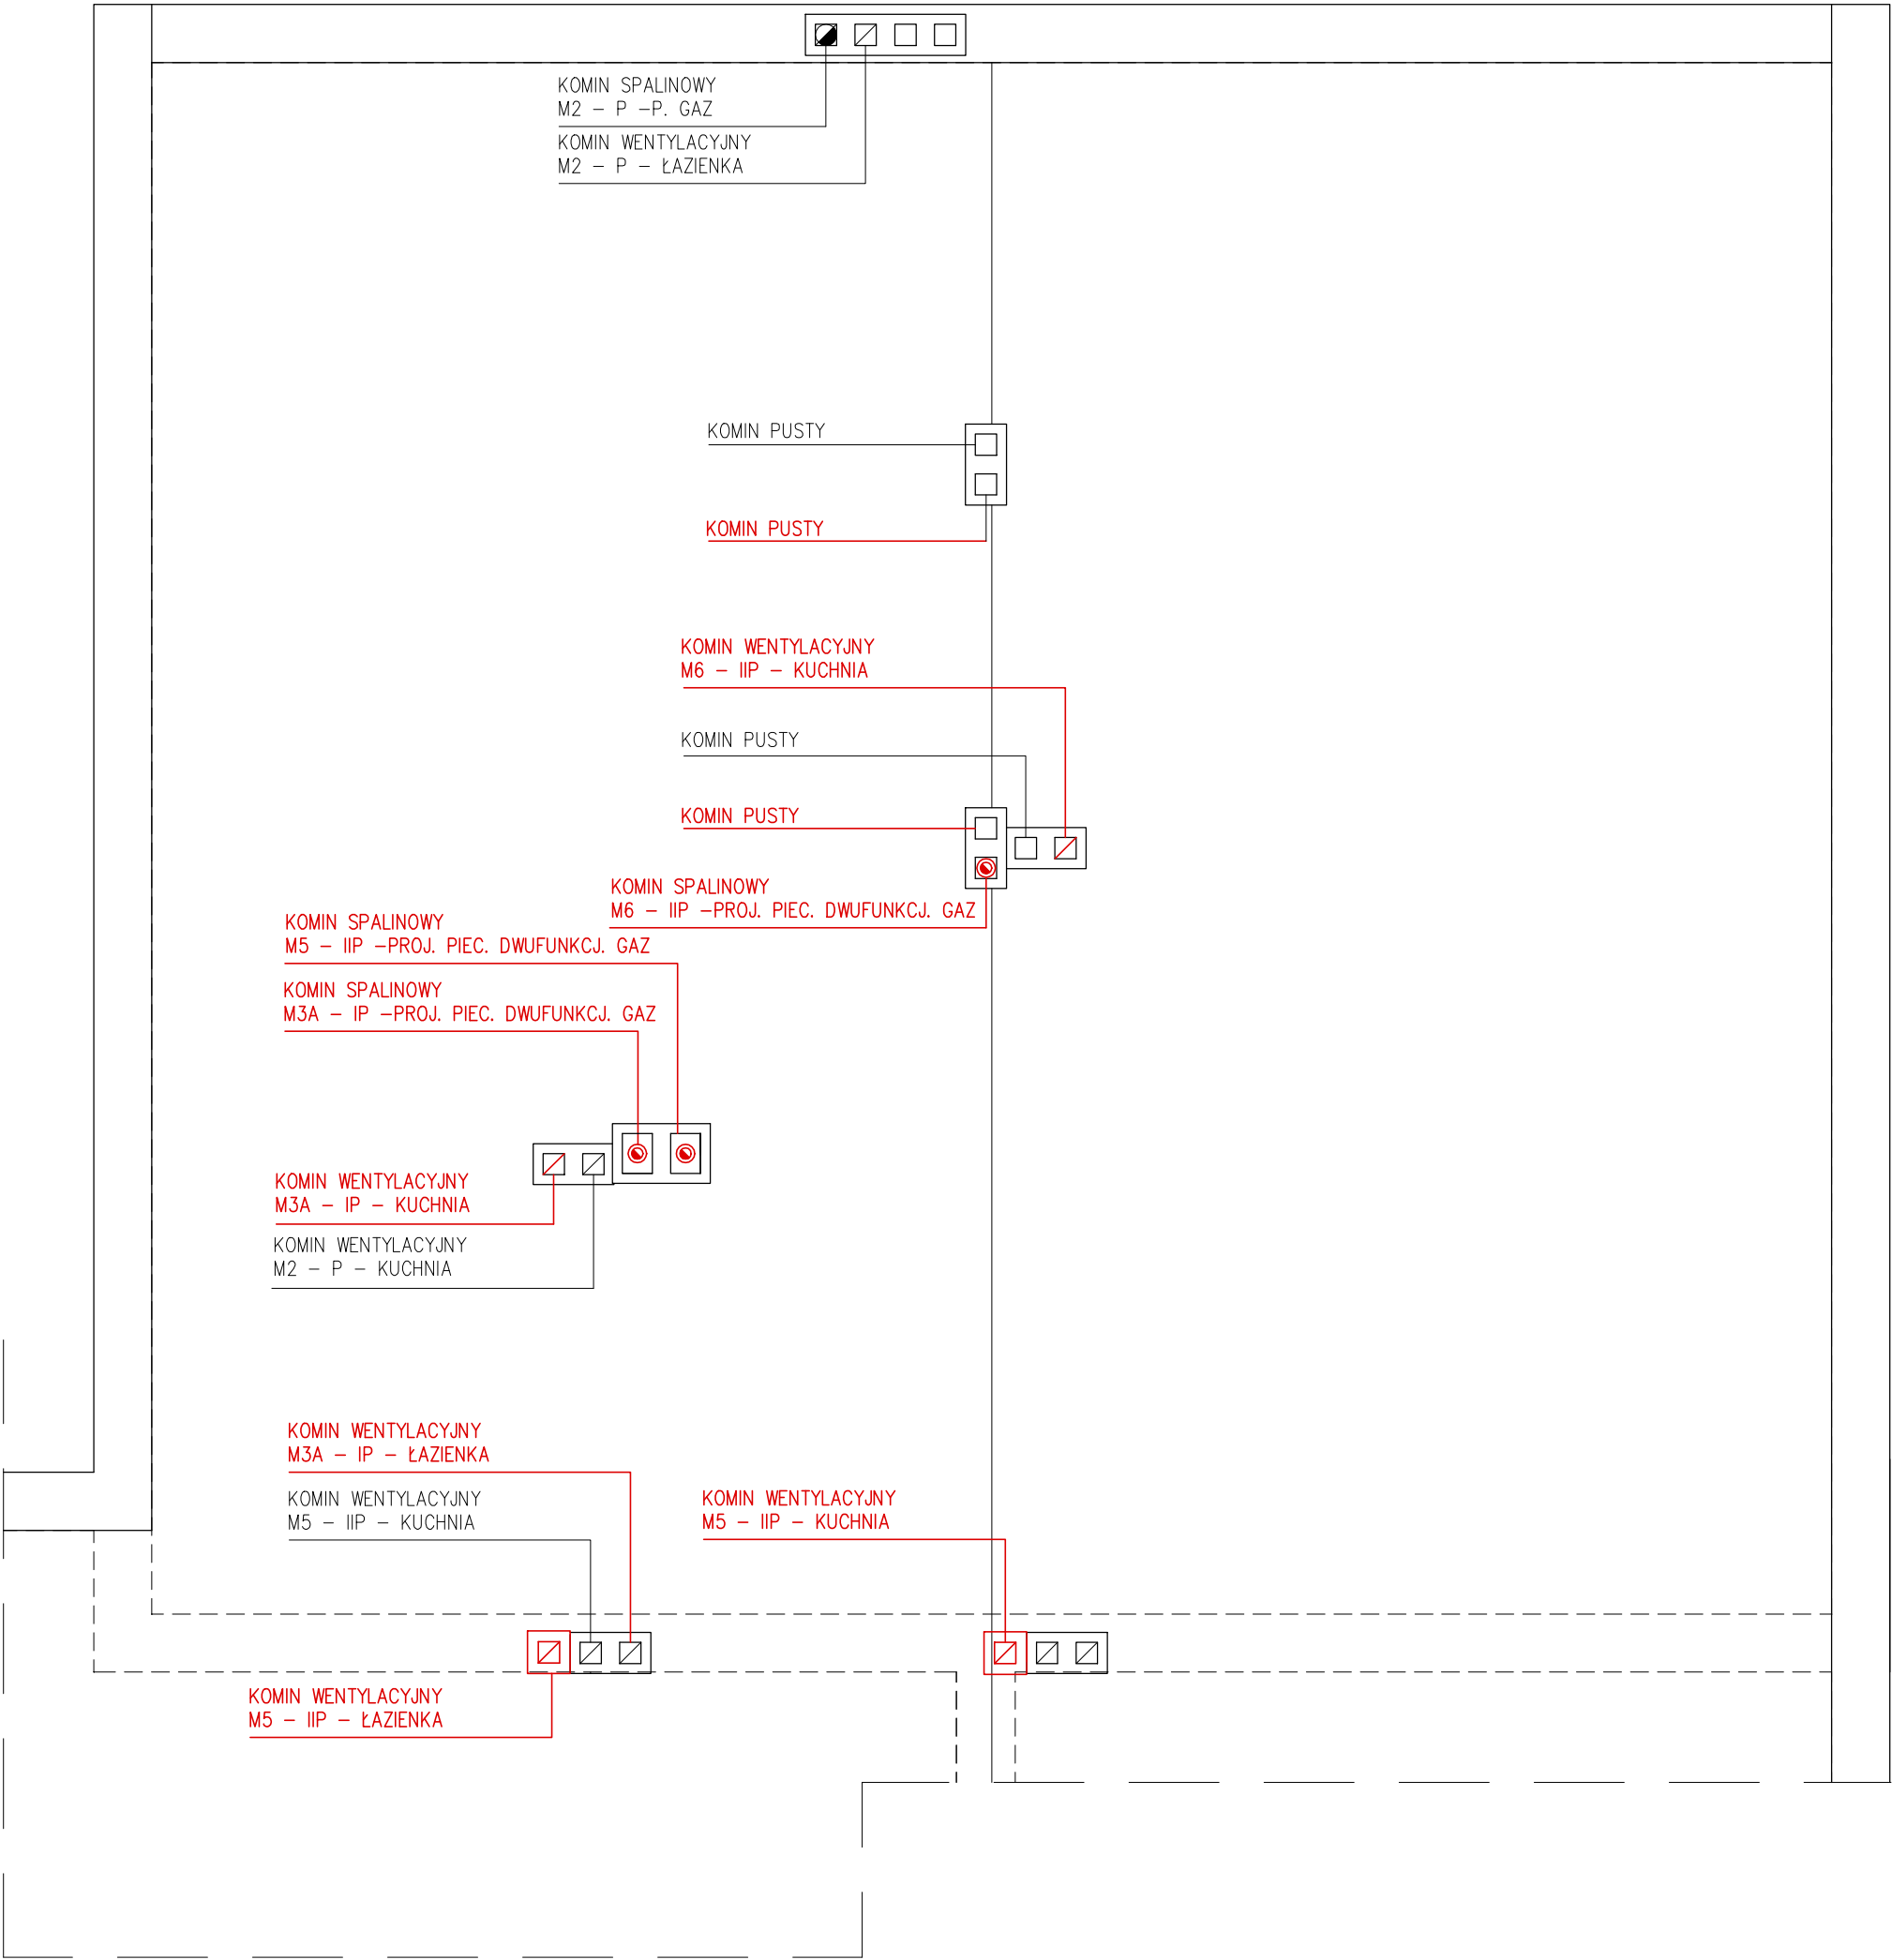 KOMIN SPALINOWY
M2 - P -P. GAZ
KOMIN WENTYLACYJNY
M2 - P - ŁAZIENKA
KOMIN PUSTY
KOMIN PUSTY
KOMIN WENTYLACYJNY
M6 - IIP - KUCHNIA
KOMIN PUSTY
KOMIN PUSTY
KOMIN SPALINOWY
M6 - IIP -PROJ. PIEC. DWUFUNKCJ. GAZ
KOMIN SPALINOWY
M5 - IIP -PROJ. PIEC. DWUFUNKCJ. GAZ
KOMIN SPALINOWY
M3A - IP -PROJ. PIEC. DWUFUNKCJ. GAZ
KOMIN WENTYLACYJNY
M3A - IP - KUCHNIA
KOMIN WENTYLACYJNY
M2 - P - KUCHNIA
KOMIN WENTYLACYJNY
M3A - IP - ŁAZIENKA
KOMIN WENTYLACYJNY
M5 - IIP - KUCHNIA
KOMIN WENTYLACYJNY
M5 - IIP - KUCHNIA
KOMIN WENTYLACYJNY
M5 - IIP - ŁAZIENKA